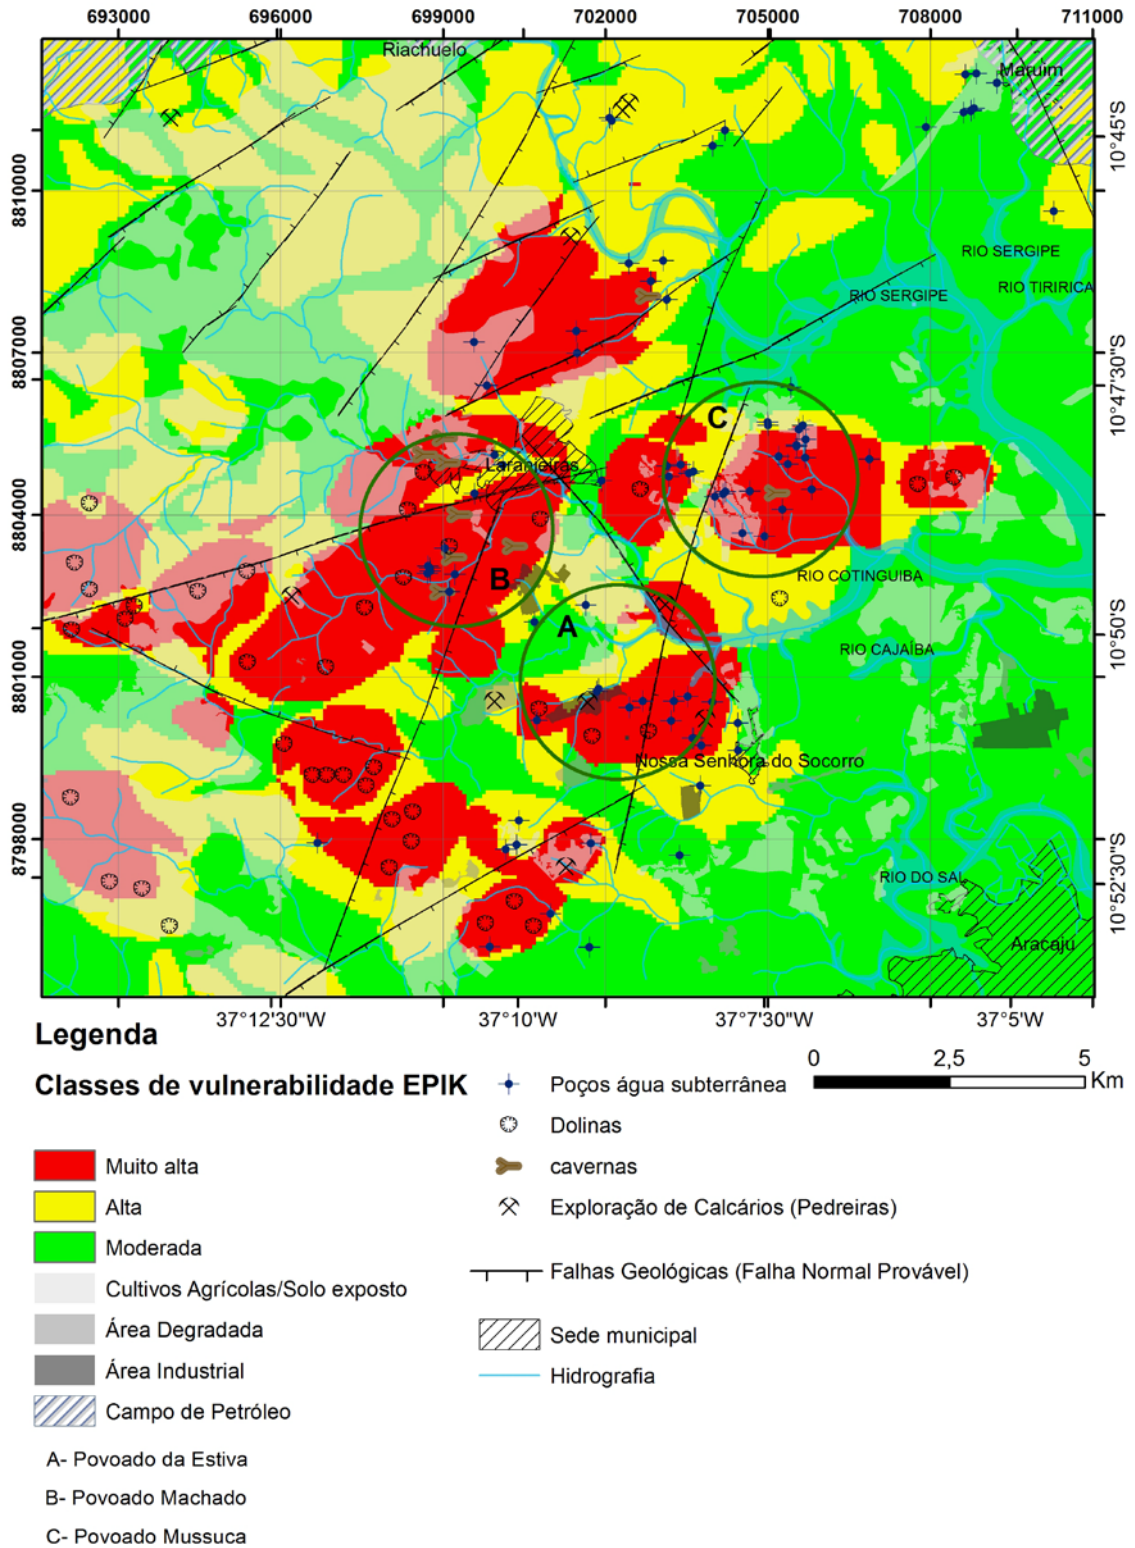 693000 696000 699000 702000 705000 708000 711000
Riachuelo
Maruim
10°45'S
8810000
RIO SERGIPE
RIO TIRIRICA
RIO SERGIPE
8807000
10°47'30"S
C
Laranjeiras
8804000
B
RIO COTINGUIBA
A
10°50'S
RIO CAJAÍBA
8801000
Nossa Senhora do Socorro
8798000
RIO DO SAL
10°52'30"S
Aracaju
37°12'30"W 37°10'W 37°7'30"W 37°5'W
Legenda
0 2,5 5
Km
Classes de vulnerabilidade EPIK
Muito alta
Alta
Moderada
Cultivos Agrícolas/Solo exposto
Área Degradada
Área Industrial
Campo de Petróleo
A- Povoado da Estiva
B- Povoado Machado
C- Povoado Mussuca
Poços água subterrânea
Dolinas
cavernas
Exploração de Calcários (Pedreiras)
Falhas Geológicas (Falha Normal Provável)
Sede municipal
Hidrografia